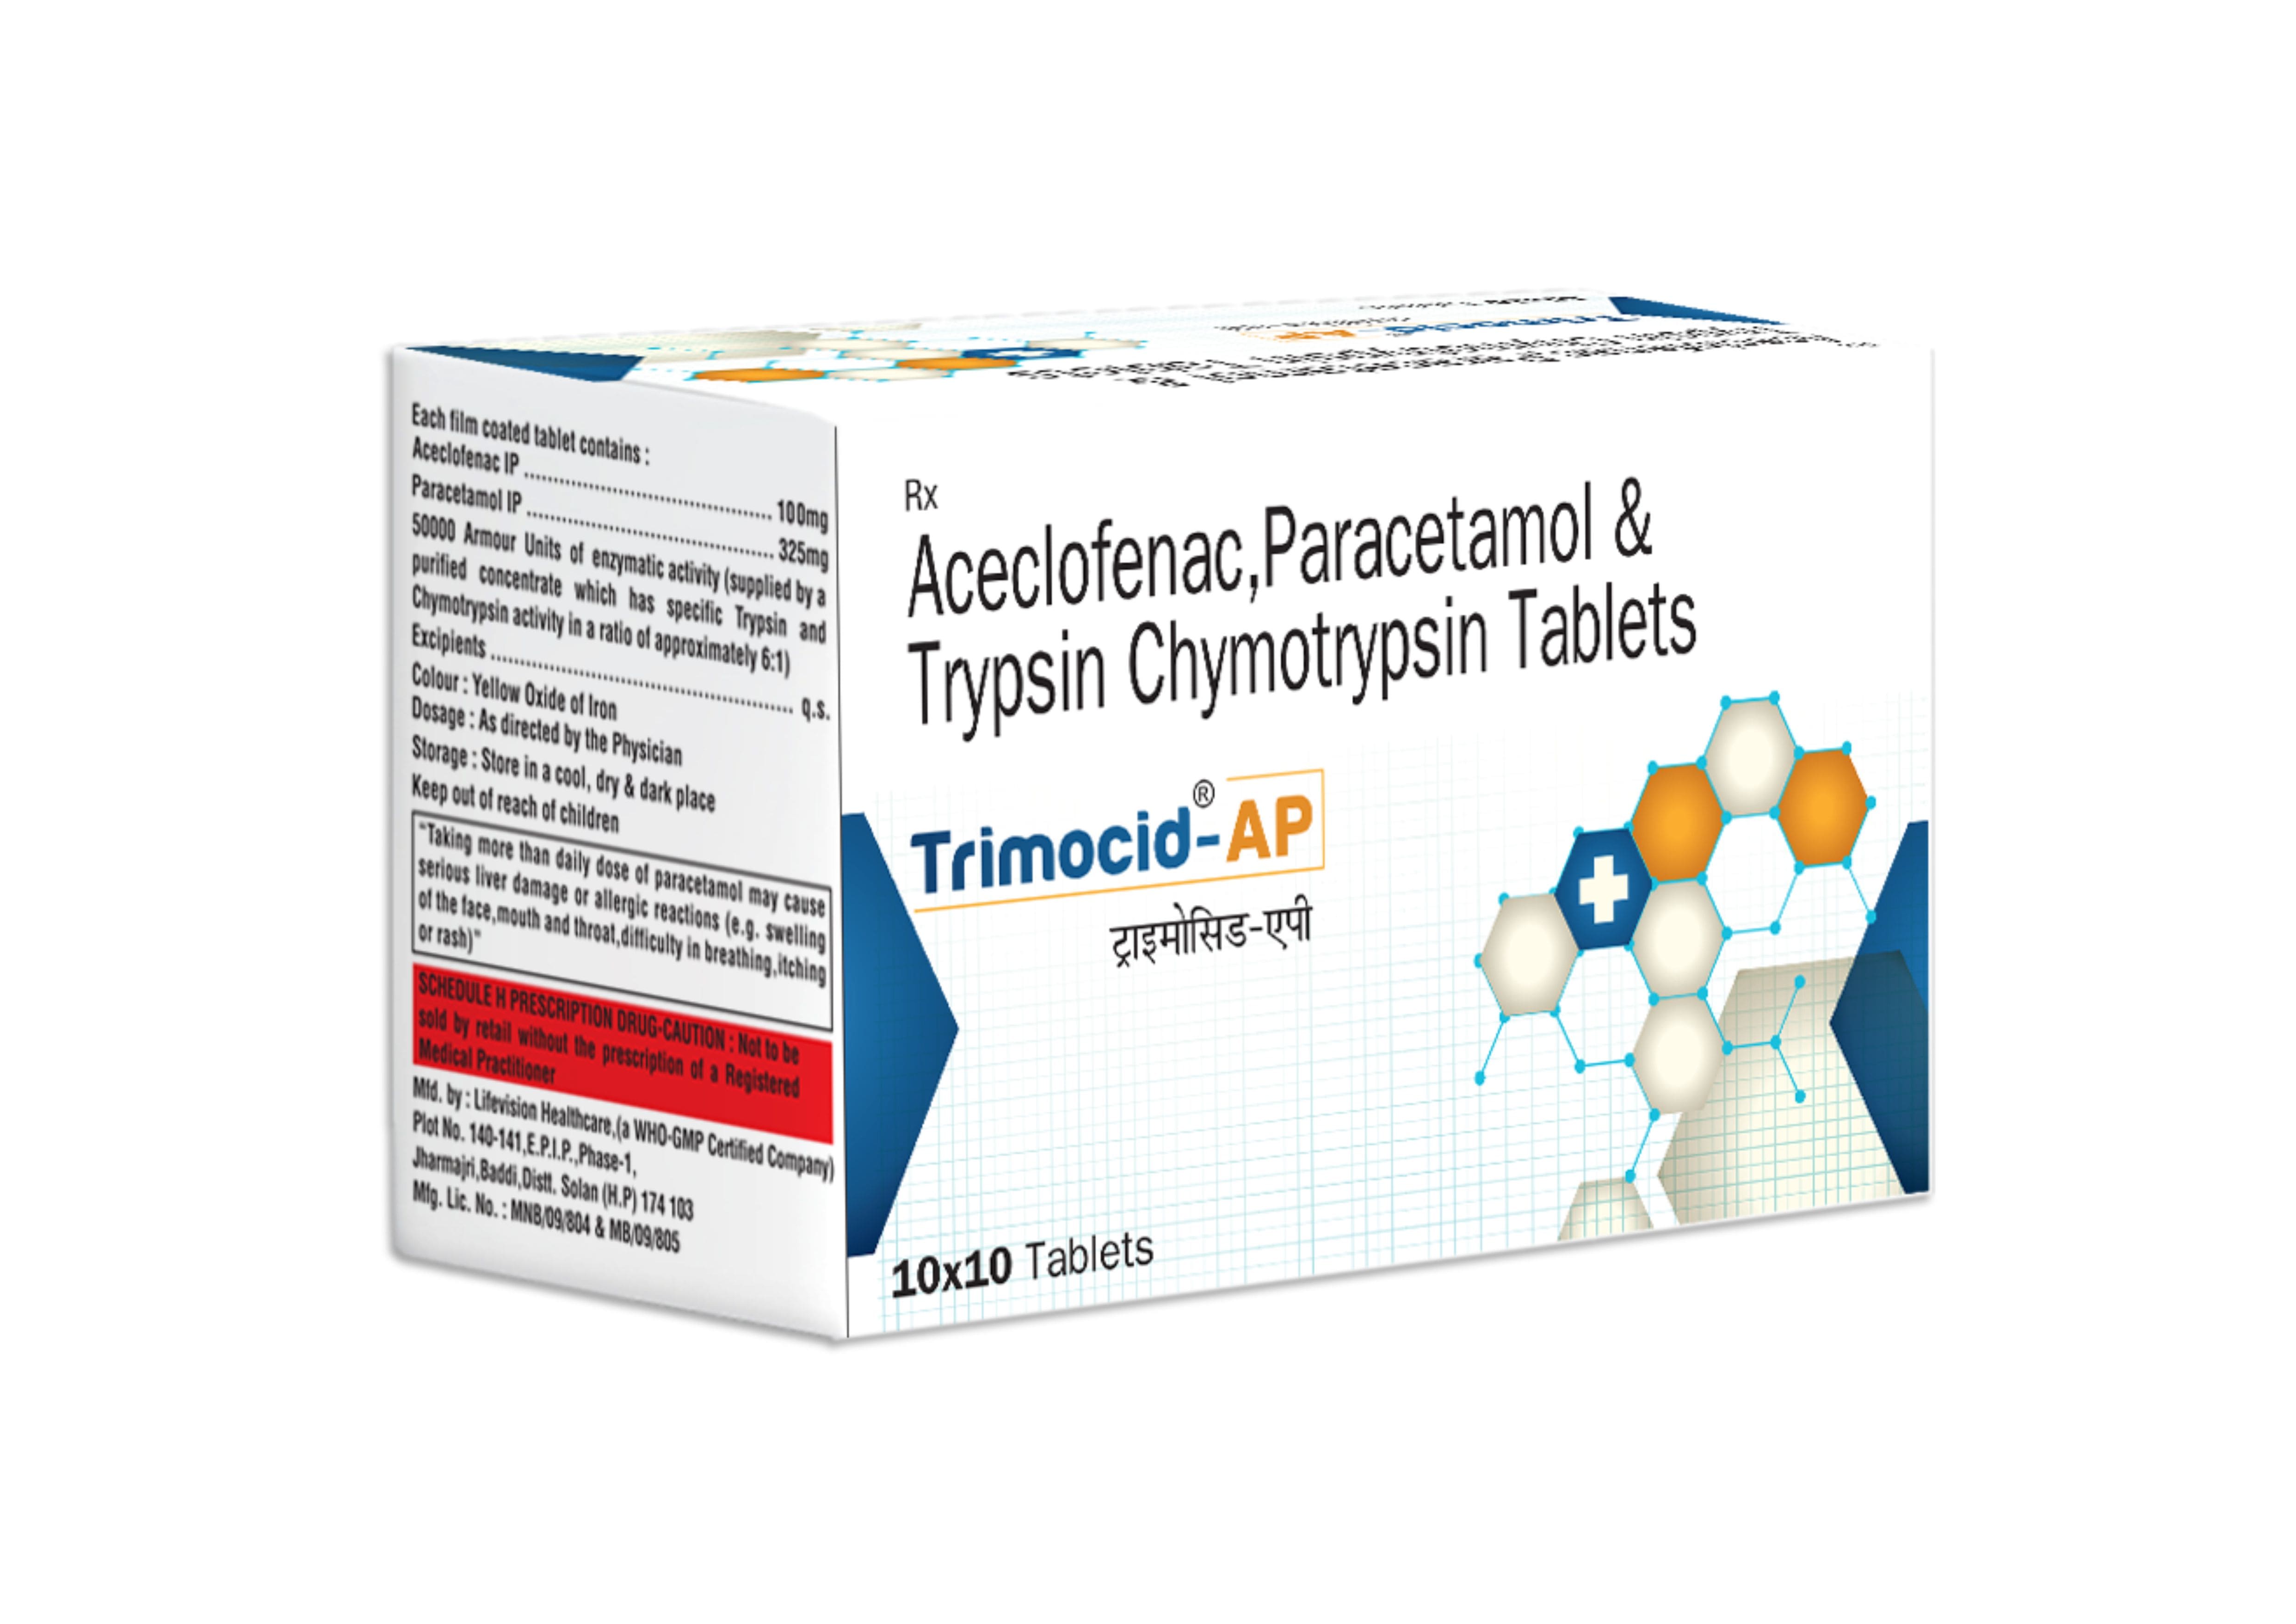 Each film coated tablet contains :
Aceclofenac IP ........................................ 100mg
Paracetamol IP ........................................ 325mg
50000 Armour Units of enzymatic activity (supplied by a
purified concentrate which has specific Trypsin and
Chymotrypsin activity in a ratio of approximately 6:1)
Excipients ................................................. q.s.
Colour : Yellow Oxide of Iron
Dosage : As directed by the Physician
Storage : Store in a cool, dry & dark place
Keep out of reach of children
"Taking more than daily dose of paracetamol may cause
serious liver damage or allergic reactions (e.g. swelling
of the face,mouth and throat,difficulty in breathing,itching
or rash)"
SCHEDULE H PRESCRIPTION DRUG-CAUTION : Not to be
sold by retail without the prescription of a Registered
Medical Practitioner
Mfd. by : Lifevision Healthcare,(a WHO-GMP Certified Company)
Plot No. 140-141,E.P.I.P.,Phase-1,
Jharmajri,Baddi,Distt. Solan (H.P) 174 103
Mfg. Lic. No. : MNB/09/804 & MB/09/805
Rx
Aceclofenac,Paracetamol &
Trypsin Chymotrypsin Tablets
Trimocid®-AP
ट्राइमोसिड-एपी
10x10 Tablets